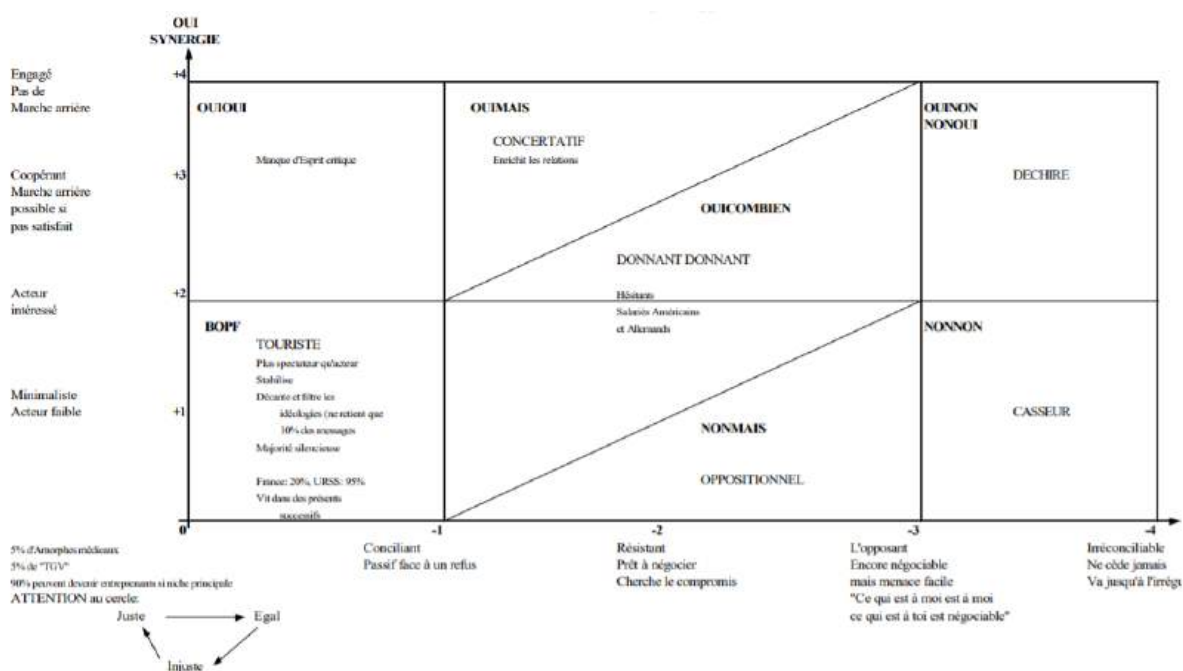 OUI
SYNERGIE
Engagé
Pas de
Marche arrière
+4
OUIOUI
Manque d'Esprit critique
OUIMAIS
CONCERTATIF
Enrichit les relations
OUINON
NONOUI
DECHIRE
Coopérant
Marche arrière
possible si
pas satisfait
+3
OUICOMBIEN
DONNANT DONNANT
Hésitants
Salariés Américains
et Allemands
Acteur
intéressé
+2
BOPF
TOURISTE
Plus spectateur qu'acteur
Stabilise
Décante et filtre les
idéologies (ne retient que
10% des messages
Majorité silencieuse
France: 20%, URSS: 95%
Vit dans des présents
successifs
NONNON
CASSEUR
Minimaliste
Acteur faible
+1
NONMAIS
OPPOSITIONNEL
0
-1
-2
-3
-4
Conciliant
Passif face à un refus
Résistant
Prêt à négocier
Cherche le compromis
L'opposant
Encore négociable
mais menace facile
"Ce qui est à moi est à moi
ce qui est à toi est négociable"
Irréconciliable
Ne cède jamais
Va jusqu'à l'irrégu
5% d'Amorphes médicaux
5% de "TGV"
90% peuvent devenir entreprenants si niche principale
ATTENTION au cercle:
Juste
Egal
Injuste